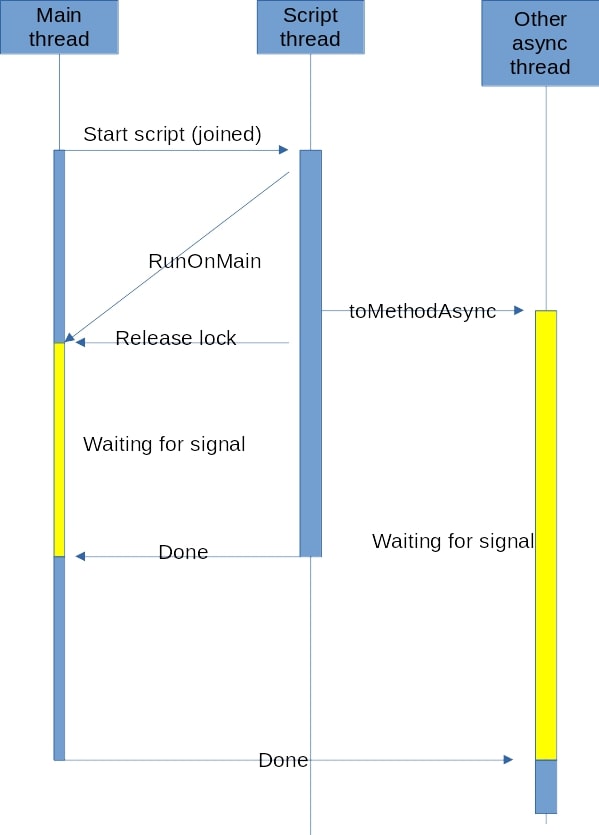 Main
thread
Script
thread
Other
async
thread
Start script (joined)
RunOnMain
toMethodAsync
Release lock
Waiting for signal
Waiting for signal
Done
Done